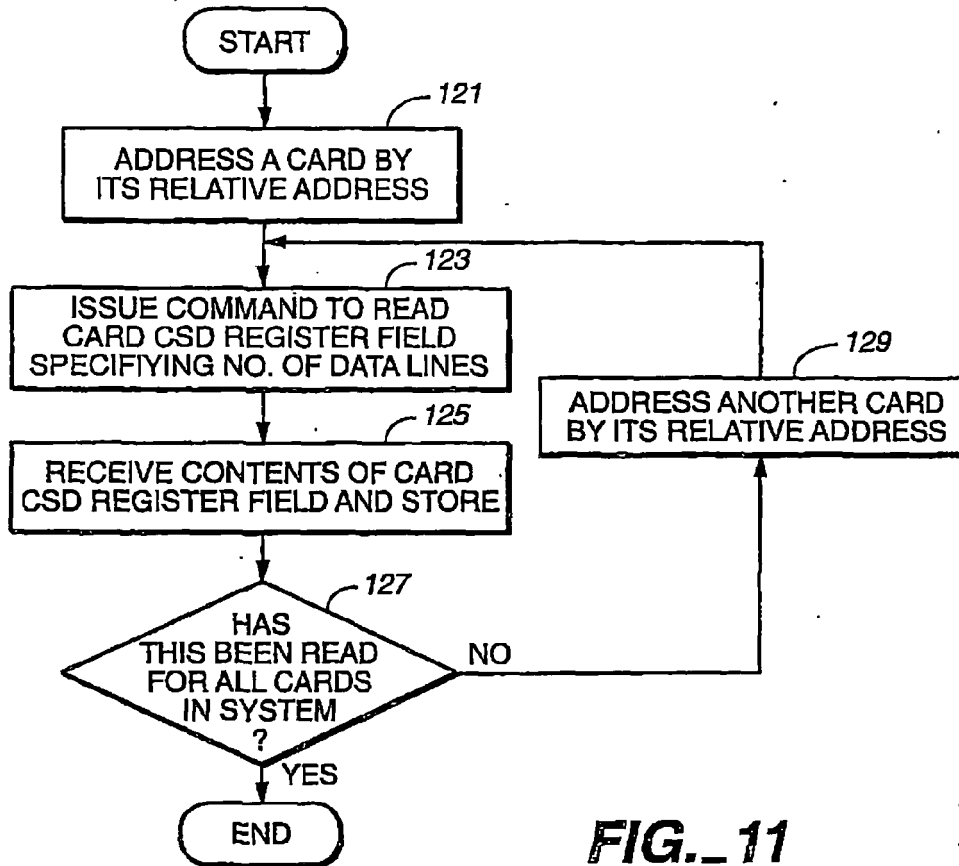 START
121
ADDRESS A CARD BY
ITS RELATIVE ADDRESS
123
ISSUE COMMAND TO READ
CARD CSD REGISTER FIELD
SPECIFIYING NO. OF DATA LINES
125
RECEIVE CONTENTS OF CARD
CSD REGISTER FIELD AND STORE
127
HAS
THIS BEEN READ
FOR ALL CARDS
IN SYSTEM
?
NO
129
ADDRESS ANOTHER CARD
BY ITS RELATIVE ADDRESS
YES
END
FIG._11